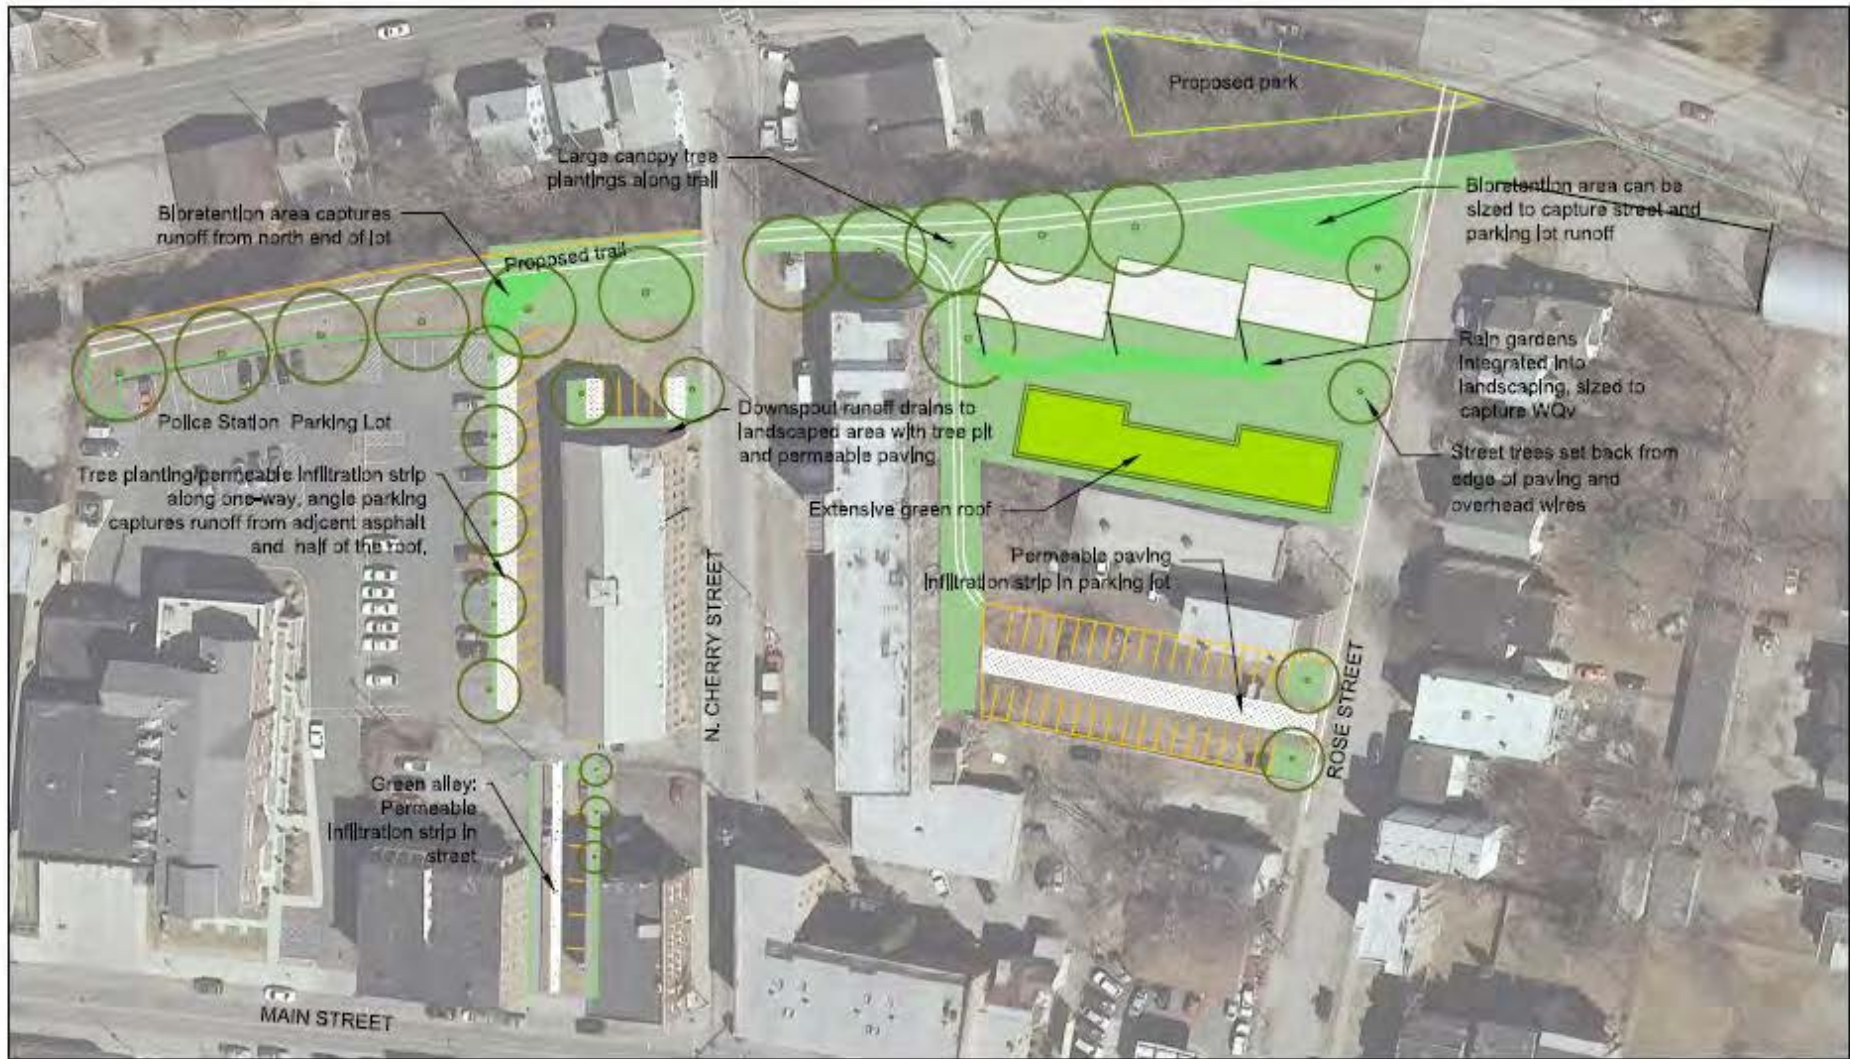 Proposed park
Large canopy tree
plantings along trail
Bioretention area captures
runoff from north end of lot
Proposed trail
Bioretention area can be
sized to capture street and
parking lot runoff
Rain gardens
integrated into
landscaping, sized to
capture WQv
Police Station Parking Lot
Downspout runoff drains to
landscaped area with tree pit
and permeable paving
Street trees set back from
edge of paving and
overhead wires
Tree planting/permeable infiltration strip
along one-way, angle parking
captures runoff from adjcent asphalt
and half of the roof.
Extensive green roof
Permeable paving
infiltration strip in parking lot
N. CHERRY STREET
ROSE STREET
Green alley:
Permeable
infiltration strip in
street
MAIN STREET